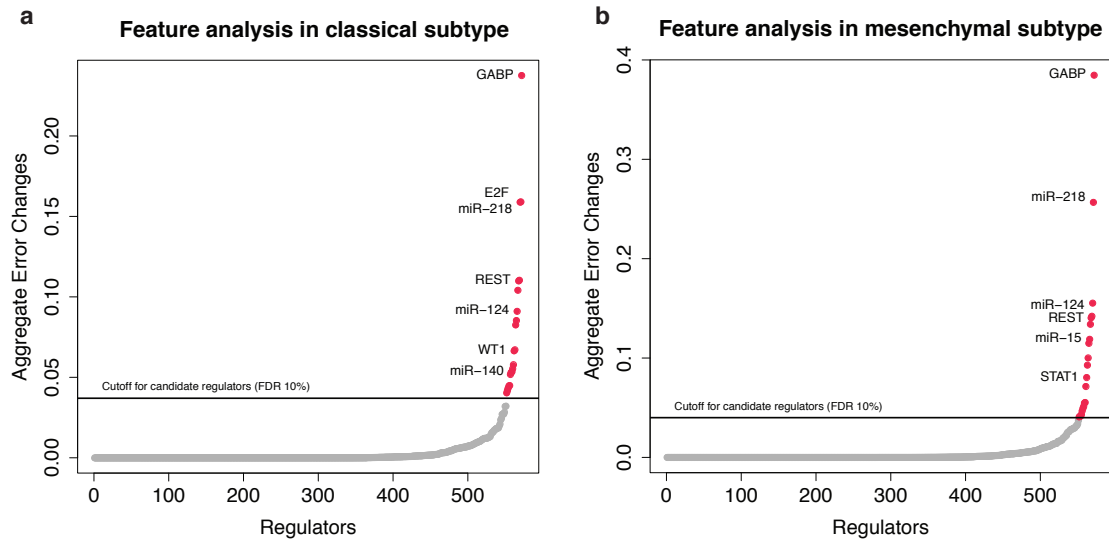 a
Feature analysis in classical subtype
Aggregate Error Changes
0.20
0.15
0.10
0.05
0.00
GABP
E2F
miR−218
REST
miR−124
WT1
miR−140
Cutoff for candidate regulators (FDR 10%)
0 100 200 300 400 500
Regulators
b
Feature analysis in mesenchymal subtype
Aggregate Error Changes
0.4
0.3
0.2
0.1
0.0
GABP
miR−218
miR−124
REST
miR−15
STAT1
Cutoff for candidate regulators (FDR 10%)
0 100 200 300 400 500
Regulators